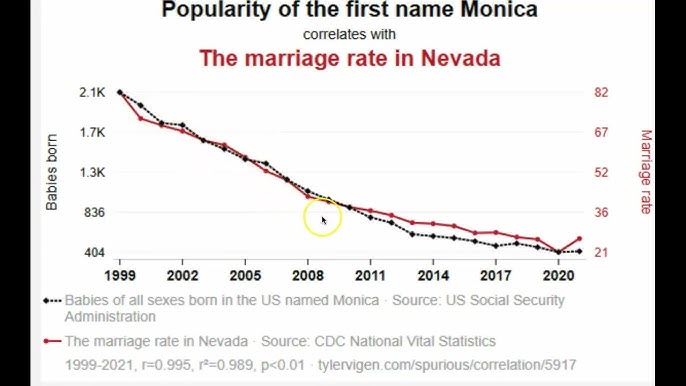 Popularity of the first name Monica
correlates with
The marriage rate in Nevada
2.1K
1.7K
1.3K
836
404
Babies born
82
67
52
36
21
Marriage rate
1999
2002
2005
2008
2011
2014
2017
2020
Babies of all sexes born in the US named Monica · Source: US Social Security
Administration
The marriage rate in Nevada · Source: CDC National Vital Statistics
1999-2021, r=0.995, r²=0.989, p<0.01 · tylervigen.com/spurious/correlation/5917